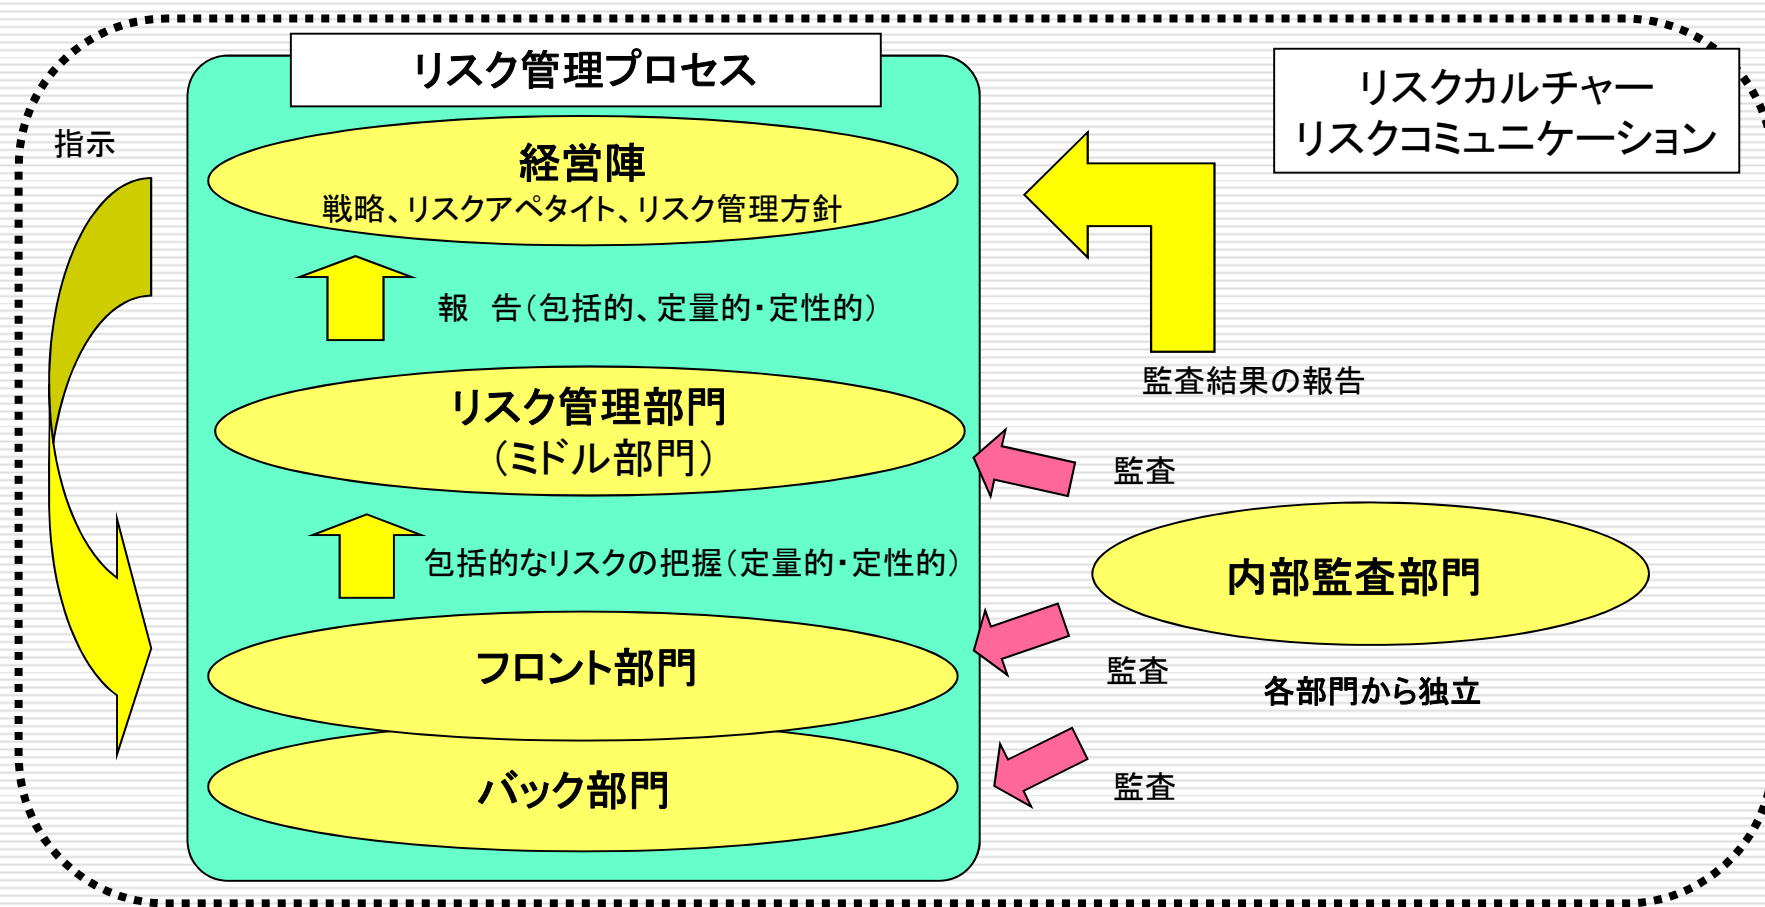 リスク管理プロセス
リスクカルチャー
リスクコミュニケーション
指示
経営陣
戦略、リスクアペタイト、リスク管理方針
報　告（包括的、定量的・定性的）
監査結果の報告
リスク管理部門
（ミドル部門）
監査
包括的なリスクの把握（定量的・定性的）
内部監査部門
フロント部門
監査
各部門から独立
バック部門
監査